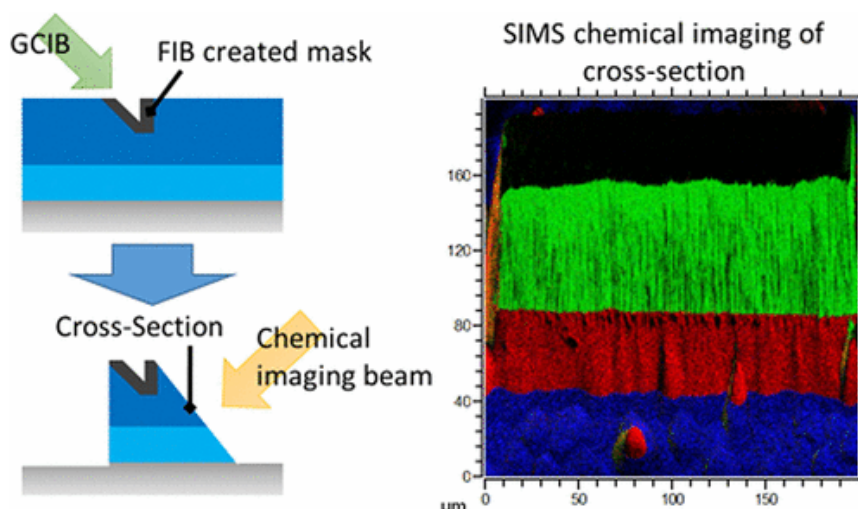 GCIB
FIB created mask
Cross-Section
Chemical
imaging beam
SIMS chemical imaging of
cross-section
160
120
80
40
0
µm
0
50
100
150